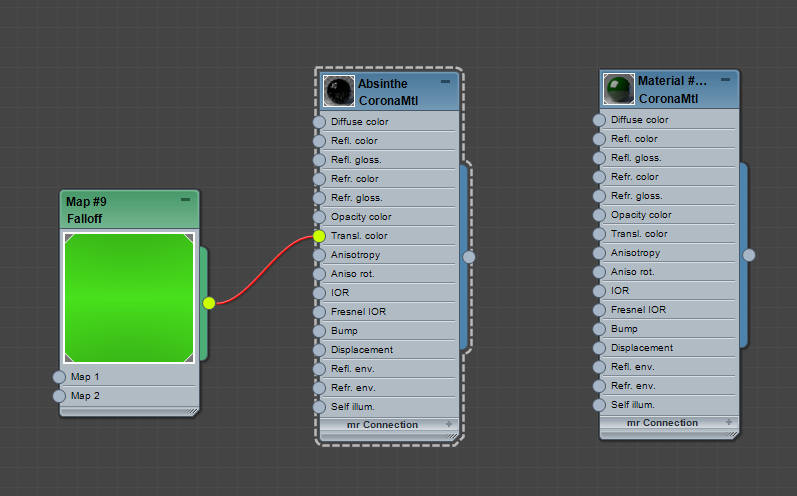 Map #9
Falloff
Map 1
Map 2
Absinthe
CoronaMtl
Diffuse color
Refl. color
Refl. gloss.
Refr. color
Refr. gloss.
Opacity color
Transl. color
Anisotropy
Aniso rot.
IOR
Fresnel IOR
Bump
Displacement
Refl. env.
Refr. env.
Self illum.
mr Connection +
Material #...
CoronaMtl
Diffuse color
Refl. color
Refl. gloss.
Refr. color
Refr. gloss.
Opacity color
Transl. color
Anisotropy
Aniso rot.
IOR
Fresnel IOR
Bump
Displacement
Refl. env.
Refr. env.
Self illum.
mr Connection +